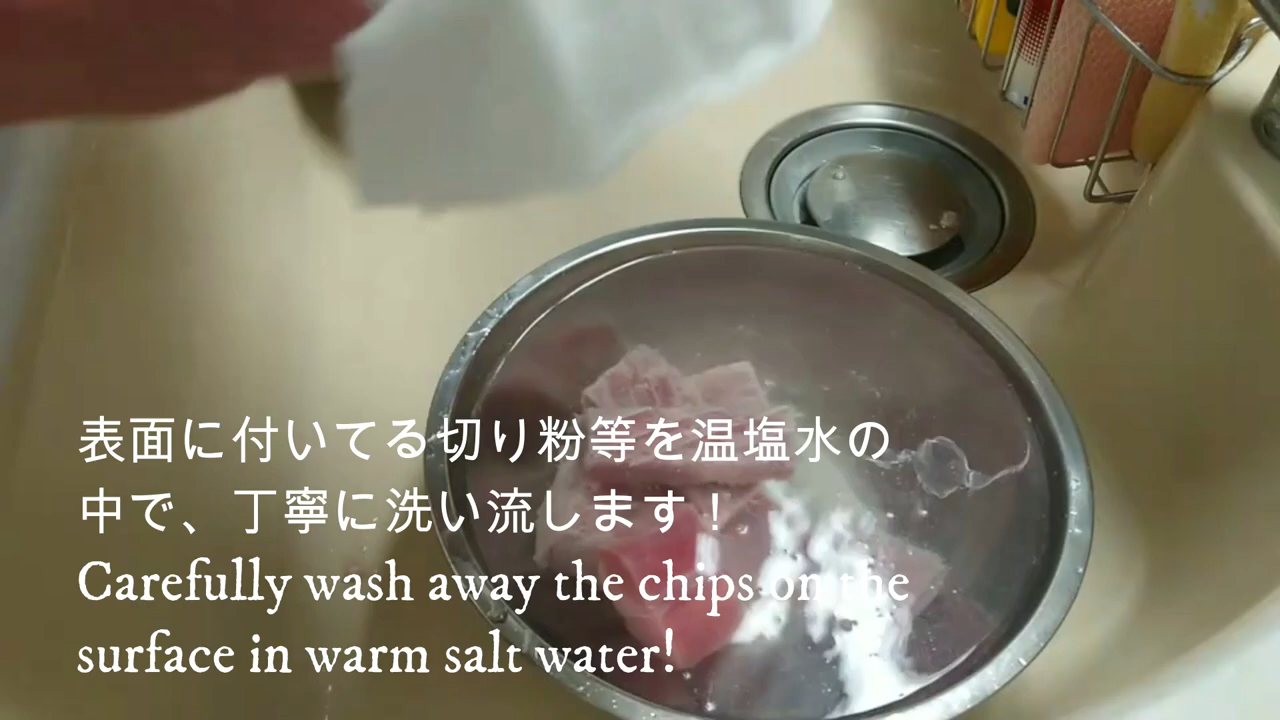 表面に付いてる切り粉等を温塩水の
中で、丁寧に洗い流します！
Carefully wash away the chips on the
surface in warm salt water!